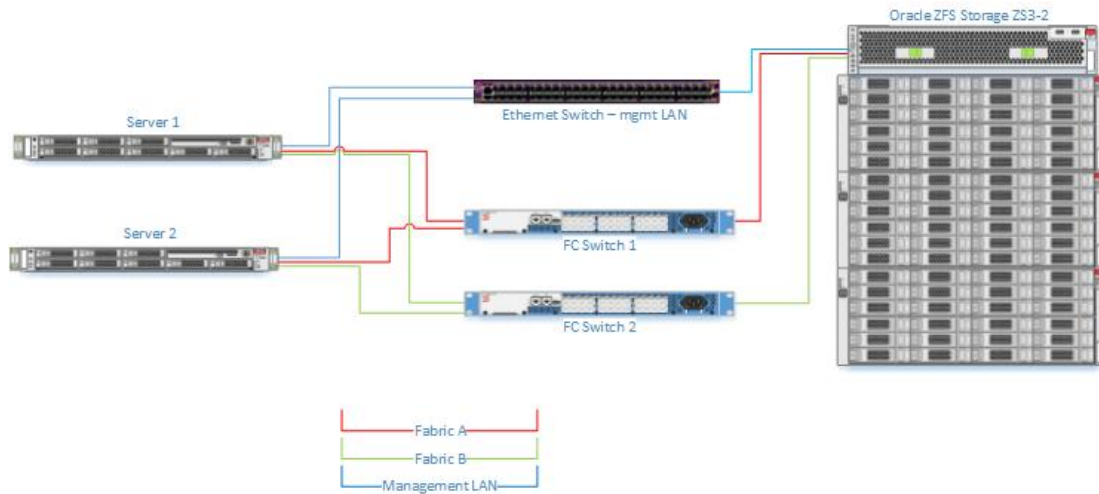 Oracle ZFS Storage ZS3-2
Server 1
Ethernet Switch – mgmt LAN
Server 2
FC Switch 1
FC Switch 2
Fabric A
Fabric B
Management LAN